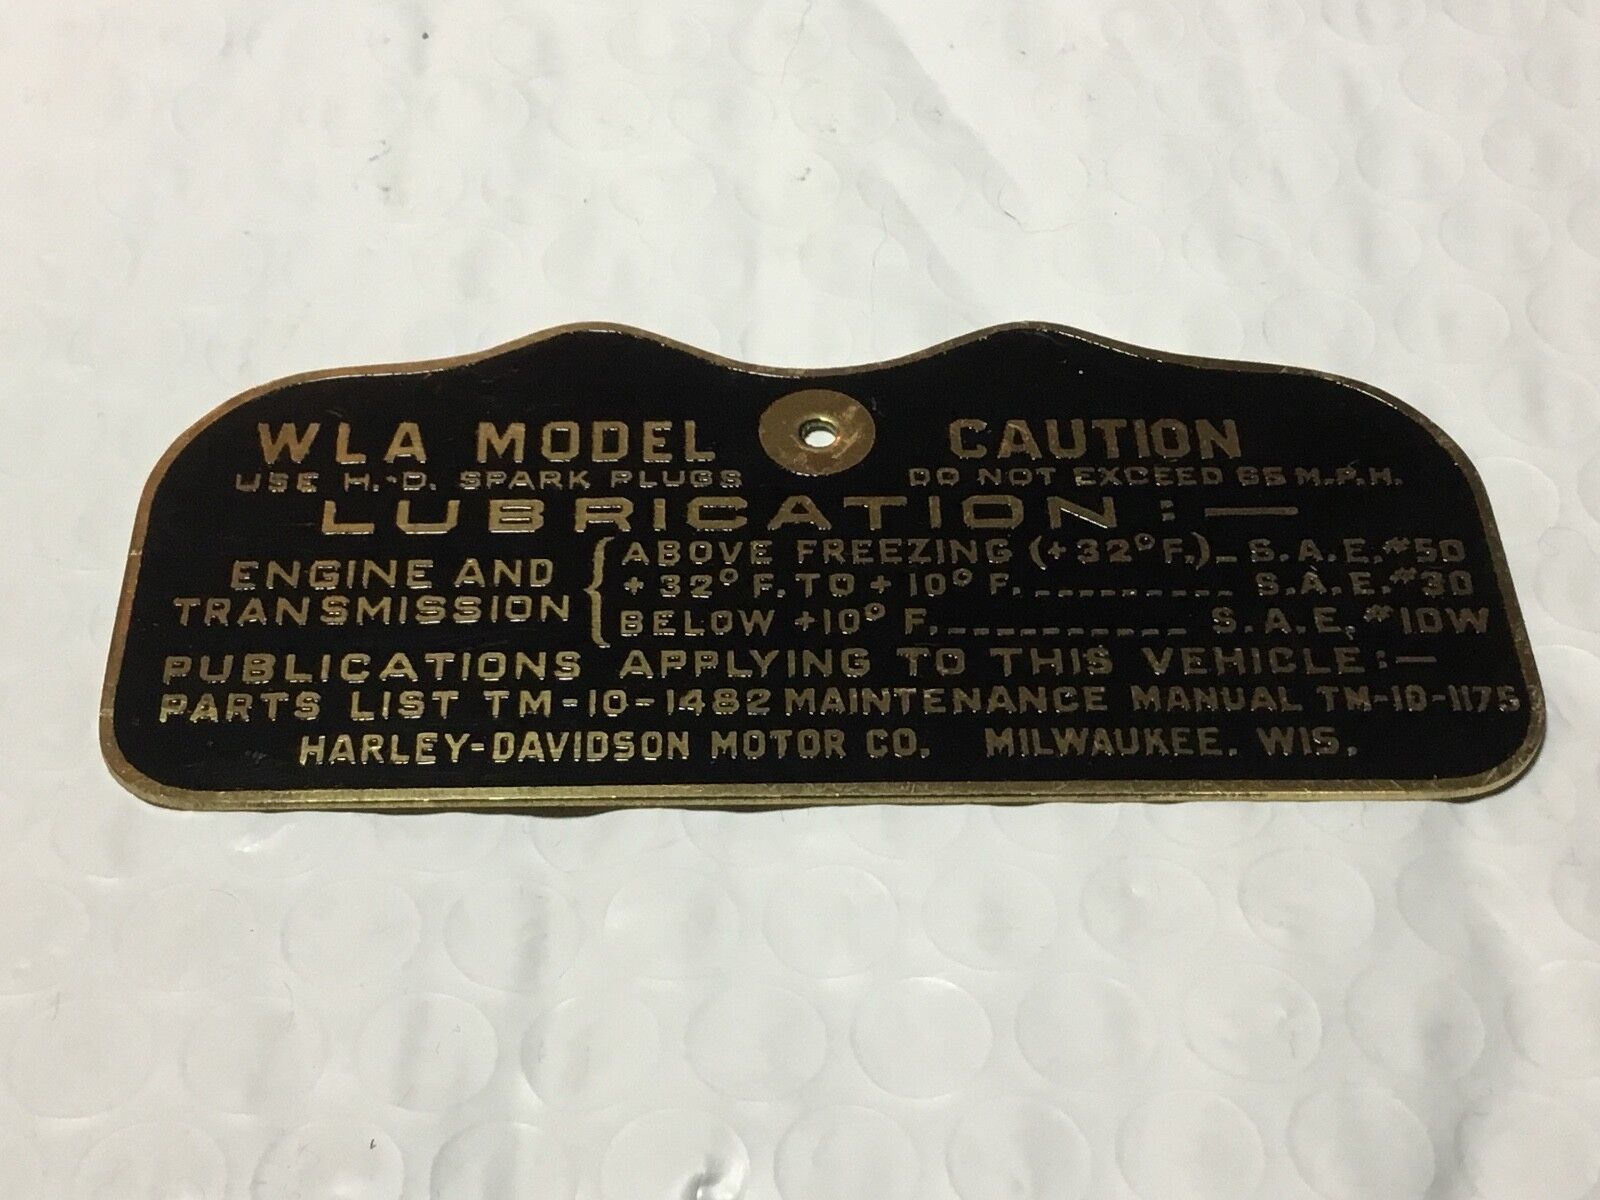 WLA MODEL CAUTION
USE H.-D. SPARK PLUGS DO NOT EXCEED 65 M.P.H.
LUBRICATION:—
ENGINE AND TRANSMISSION { ABOVE FREEZING (+32°F.)_ S.A.E.#50
+32°F. TO +10°F. _ _ _ _ _ _ _ _ _ S.A.E.#30
BELOW +10° F. _ _ _ _ _ _ _ _ _ _ _ S.A.E.#10W
PUBLICATIONS APPLYING TO THIS VEHICLE:—
PARTS LIST TM-10-1482 MAINTENANCE MANUAL TM-10-1175
HARLEY-DAVIDSON MOTOR CO. MILWAUKEE. WIS.